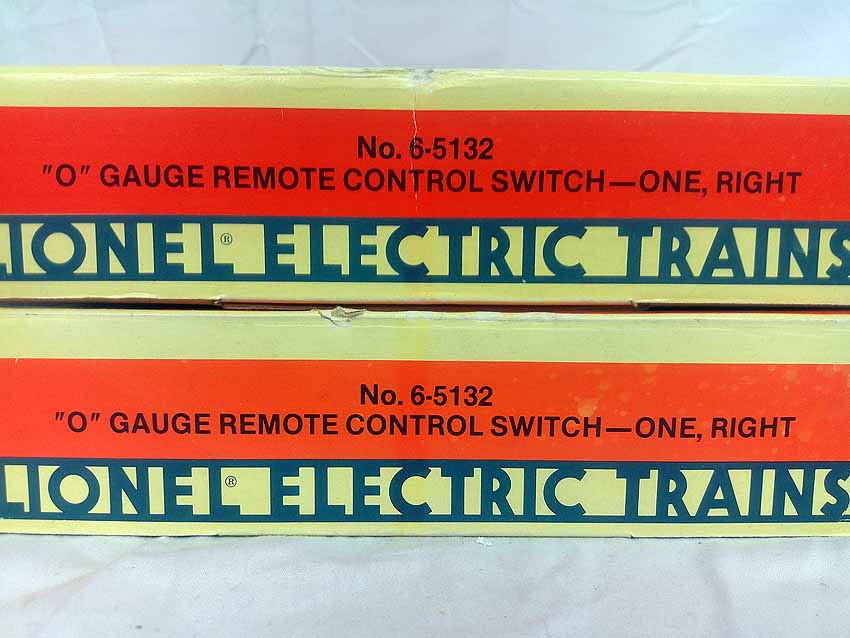 No. 6-5132
"O" GAUGE REMOTE CONTROL SWITCH—ONE, RIGHT
LIONEL® ELECTRIC TRAINS
No. 6-5132
"O" GAUGE REMOTE CONTROL SWITCH—ONE, RIGHT
LIONEL® ELECTRIC TRAINS